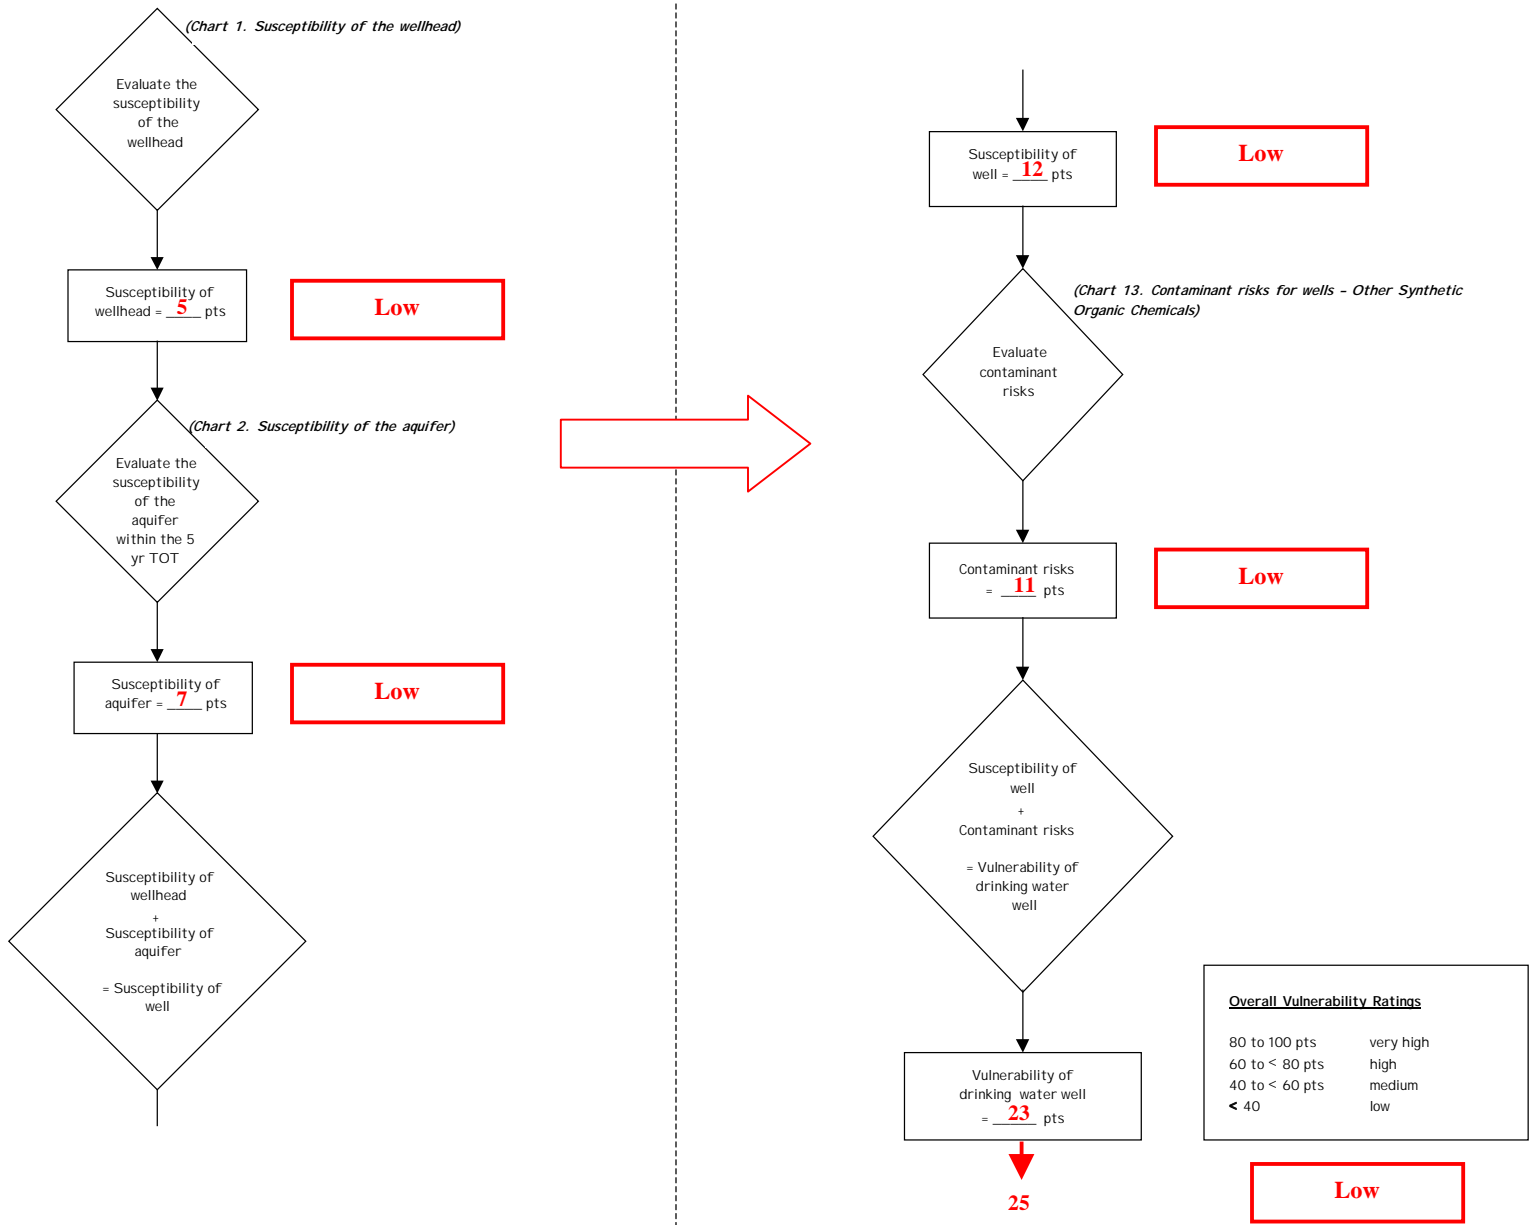 (Chart 1. Susceptibility of the wellhead)
Evaluate the
susceptibility
of the
wellhead
Susceptibility of
wellhead = 5 pts
Low
(Chart 2. Susceptibility of the aquifer)
Evaluate the
susceptibility
of the
aquifer
within the 5
yr TOT
Susceptibility of
aquifer = 7 pts
Low
Susceptibility of
wellhead
+
Susceptibility of
aquifer
= Susceptibility of
well
Susceptibility of
well = 12 pts
Low
(Chart 13. Contaminant risks for wells – Other Synthetic
Organic Chemicals)
Evaluate
contaminant
risks
Contaminant risks
= 11 pts
Low
Susceptibility of
well
+
Contaminant risks
= Vulnerability of
drinking water
well
Vulnerability of
drinking water well
= 23 pts
25
Overall Vulnerability Ratings
80 to 100 pts very high
60 to < 80 pts high
40 to < 60 pts medium
< 40 low
Low